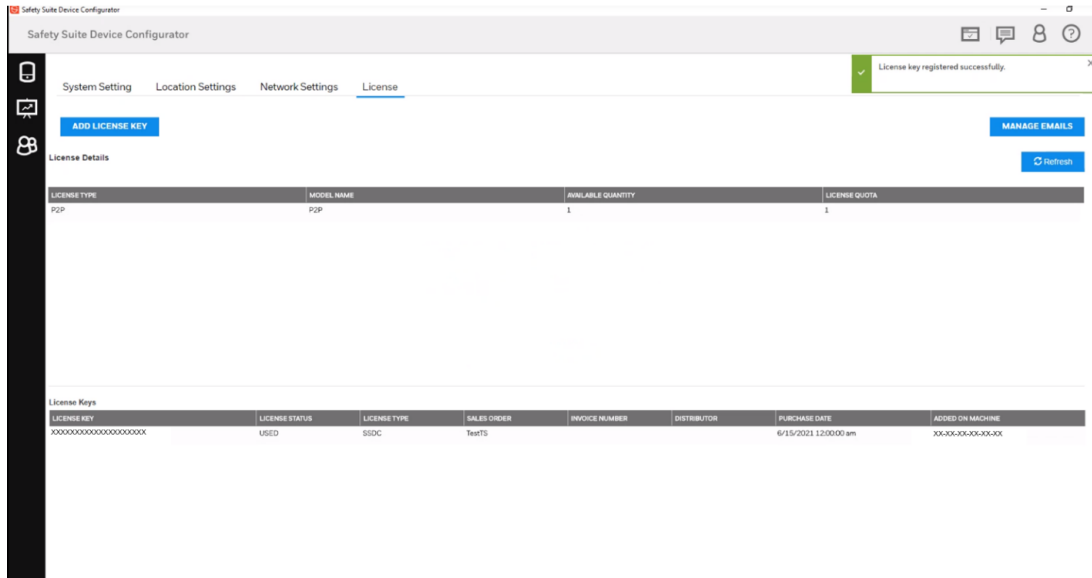 Safety Suite Device Configurator
Safety Suite Device Configurator
License key registered successfully.
System Setting Location Settings Network Settings License
ADD LICENSE KEY MANAGE EMAILS
License Details Refresh
LICENSE TYPE MODEL NAME AVAILABLE QUANTITY LICENSE QUOTA
P2P P2P 1 1
License Keys
LICENSE KEY LICENSE STATUS LICENSE TYPE SALES ORDER INVOICE NUMBER DISTRIBUTOR PURCHASE DATE ADDED ON MACHINE
XXXXXXXXXXXXXXXXXXXX USED SSDC TestTS 6/15/2021 12:00:00 am XX-XX-XX-XX-XX-XX